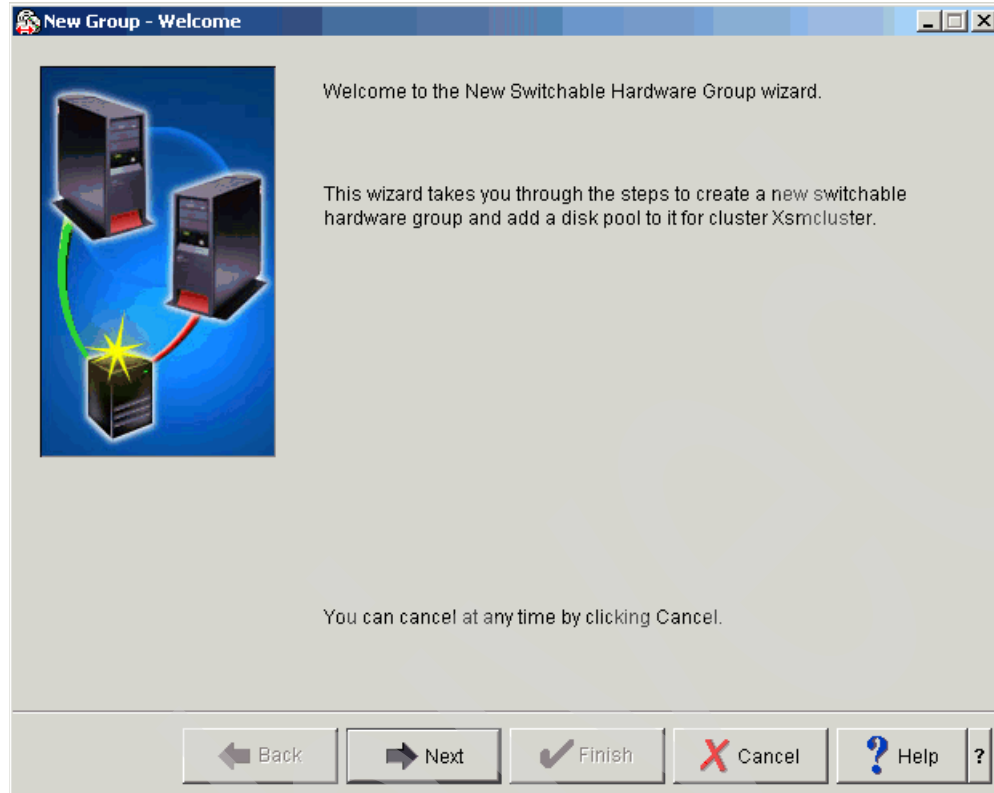 New Group - Welcome
Welcome to the New Switchable Hardware Group wizard.
This wizard takes you through the steps to create a new switchable
hardware group and add a disk pool to it for cluster Xsmcluster.
You can cancel at any time by clicking Cancel.
Back Next Finish Cancel ? Help ?